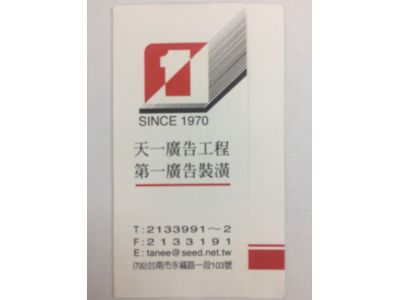 1
SINCE 1970
天一廣告工程
第一廣告裝潢
T:2133991～2
F:2133191
E:tanee@seed.net.tw
(700)台南市永福路一段103號